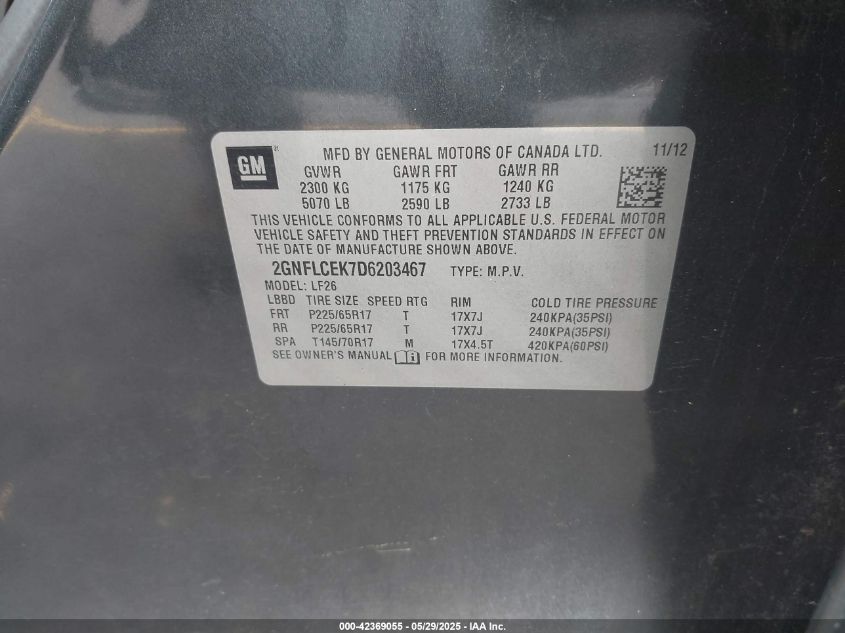 GM
MFD BY GENERAL MOTORS OF CANADA LTD. 11/12
GVWR GAWR FRT GAWR RR
2300 KG 1175 KG 1240 KG
5070 LB 2590 LB 2733 LB
THIS VEHICLE CONFORMS TO ALL APPLICABLE U.S. FEDERAL MOTOR
VEHICLE SAFETY AND THEFT PREVENTION STANDARDS IN EFFECT ON
THE DATE OF MANUFACTURE SHOWN ABOVE.
2GNFLCEK7D6203467 TYPE: M.P.V.
MODEL: LF26
LBBD TIRE SIZE SPEED RTG RIM COLD TIRE PRESSURE
FRT P225/65R17 T 17X7J 240KPA(35PSI)
RR P225/65R17 T 17X7J 240KPA(35PSI)
SPA T145/70R17 M 17X4.5T 420KPA(60PSI)
SEE OWNER'S MANUAL FOR MORE INFORMATION.
000-42369055 - 05/29/2025 - IAA Inc.